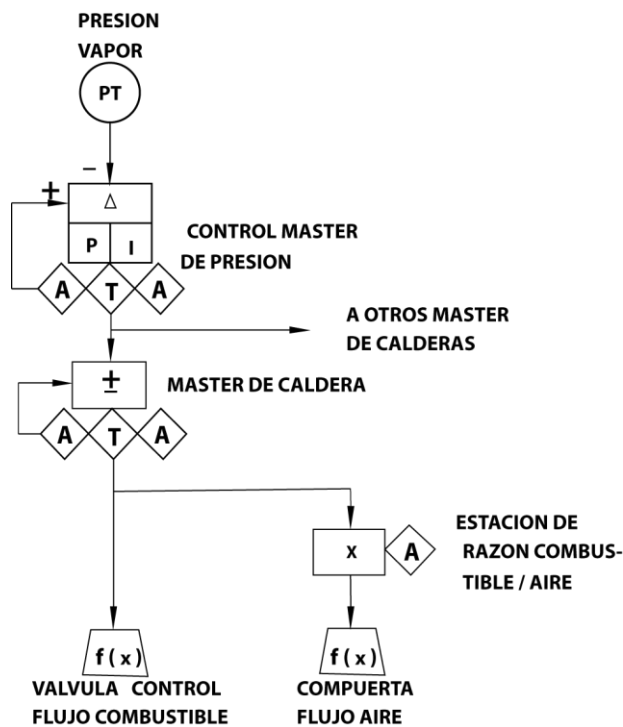 PRESION
VAPOR
PT
−
+
Δ
P I
CONTROL MASTER
DE PRESION
A T A
A OTROS MASTER
DE CALDERAS
±
MASTER DE CALDERA
A T A
ESTACION DE
X A
RAZON COMBUS-
TIBLE / AIRE
f ( x )
f ( x )
VALVULA CONTROL
FLUJO COMBUSTIBLE
COMPUERTA
FLUJO AIRE